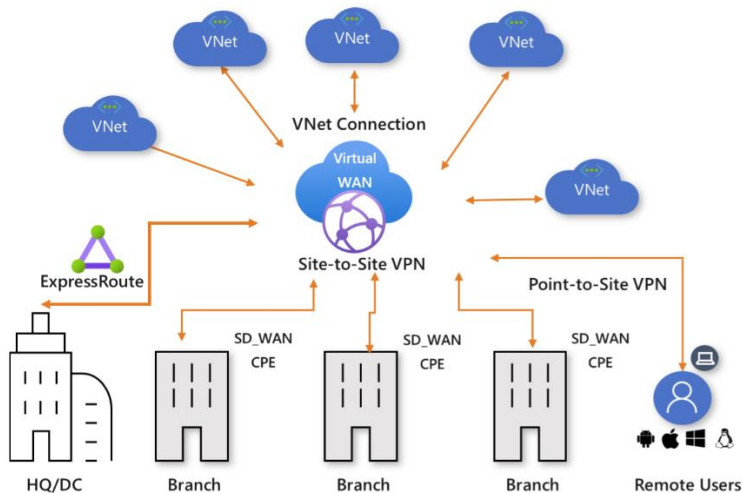 VNet
VNet
VNet
VNet
VNet Connection
Virtual
WAN
VNet
Site-to-Site VPN
ExpressRoute
Point-to-Site VPN
SD_WAN
CPE
SD_WAN
CPE
SD_WAN
CPE
HQ/DC
Branch
Branch
Branch
Remote Users